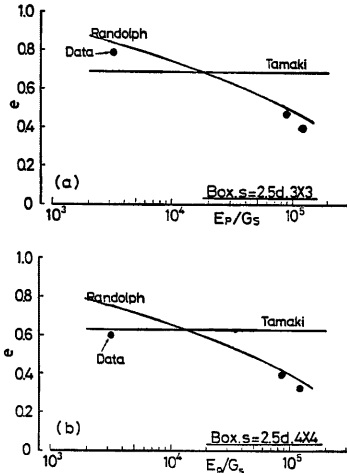 1.0
0.8
0.6
0.4
0.2
0
e
Randolph
Data
Tamaki
(a)
Box.s=2.5d.3X3
10³
10⁴
10⁵
EP/GS
1.0
0.8
0.6
0.4
0.2
0
e
Randolph
Tamaki
Data
(b)
Box.s=2.5d.4X4
10³
10⁴
10⁵
EP/GS